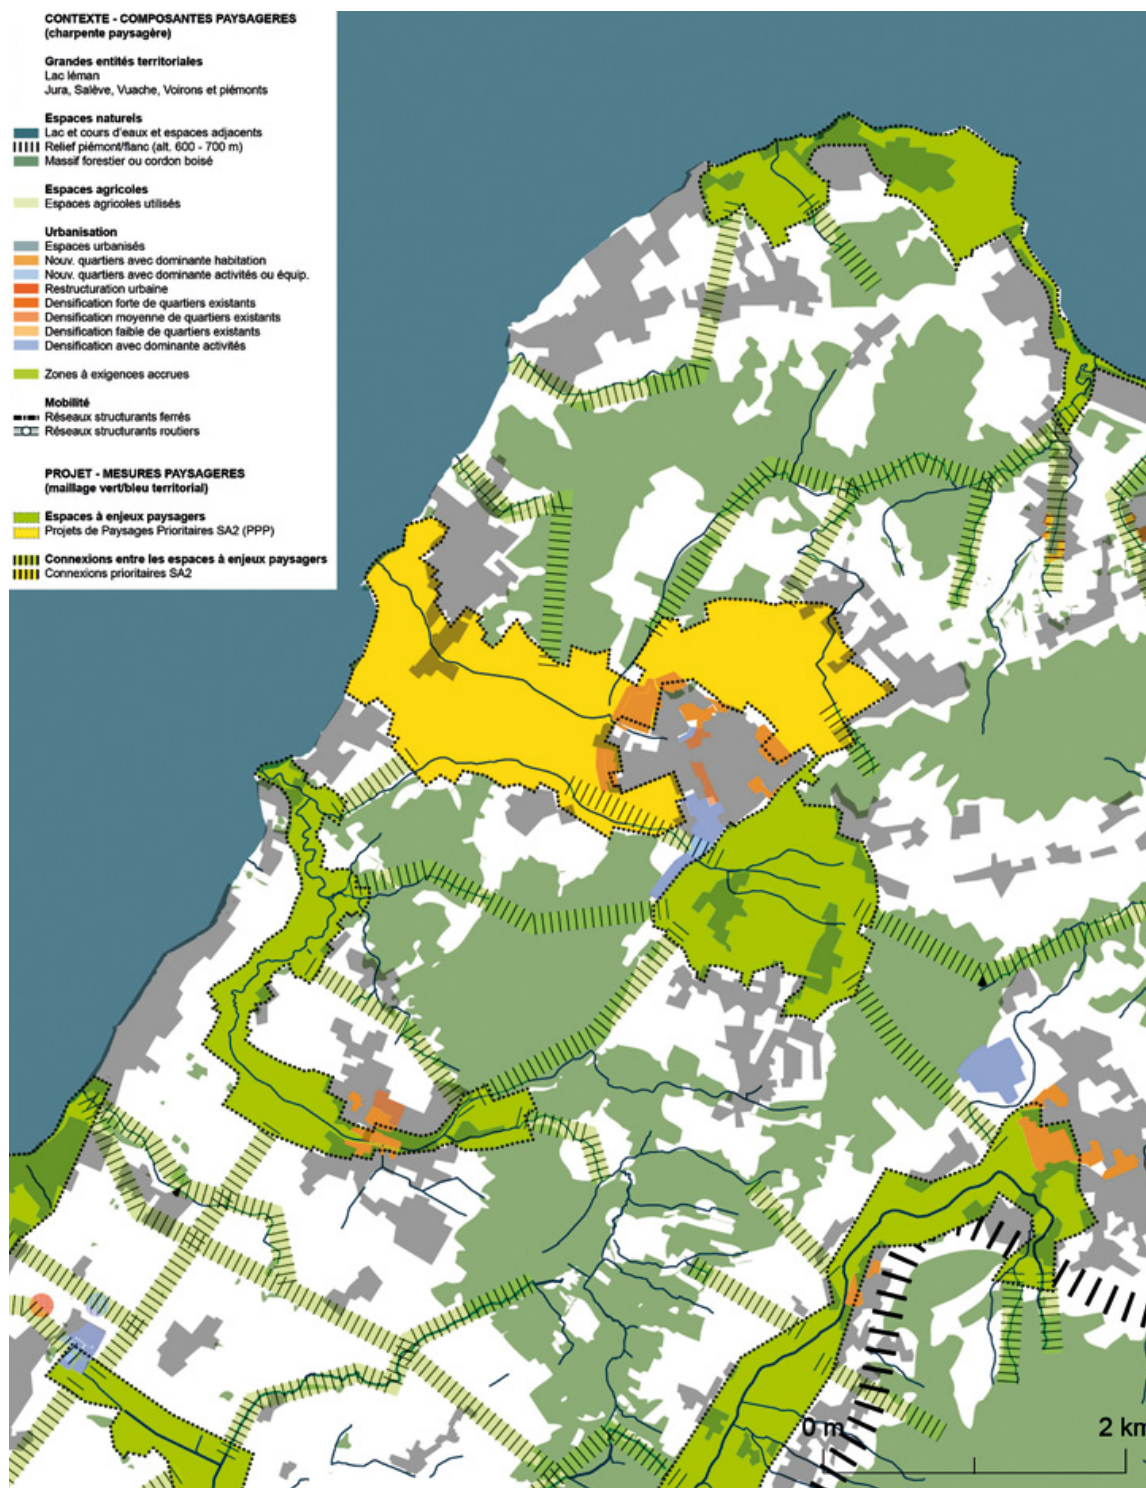 CONTEXTE - COMPOSANTES PAYSAGERES
(charpente paysagère)
Grandes entités territoriales
Lac léman
Jura, Salève, Vuache, Voirons et piémonts
Espaces naturels
Lac et cours d'eaux et espaces adjacents
Relief piémont/flanc (alt. 600 - 700 m)
Massif forestier ou cordon boisé
Espaces agricoles
Espaces agricoles utilisés
Urbanisation
Espaces urbanisés
Nouv. quartiers avec dominante habitation
Nouv. quartiers avec dominante activités ou équip.
Restructuration urbaine
Densification forte de quartiers existants
Densification moyenne de quartiers existants
Densification faible de quartiers existants
Densification avec dominante activités
Zones à exigences accrues
Mobilité
Réseaux structurants ferrés
Réseaux structurants routiers
PROJET - MESURES PAYSAGERES
(maillage vert/bleu territorial)
Espaces à enjeux paysagers
Projets de Paysages Prioritaires SA2 (PPP)
Connexions entre les espaces à enjeux paysagers
Connexions prioritaires SA2
0 m 2 km